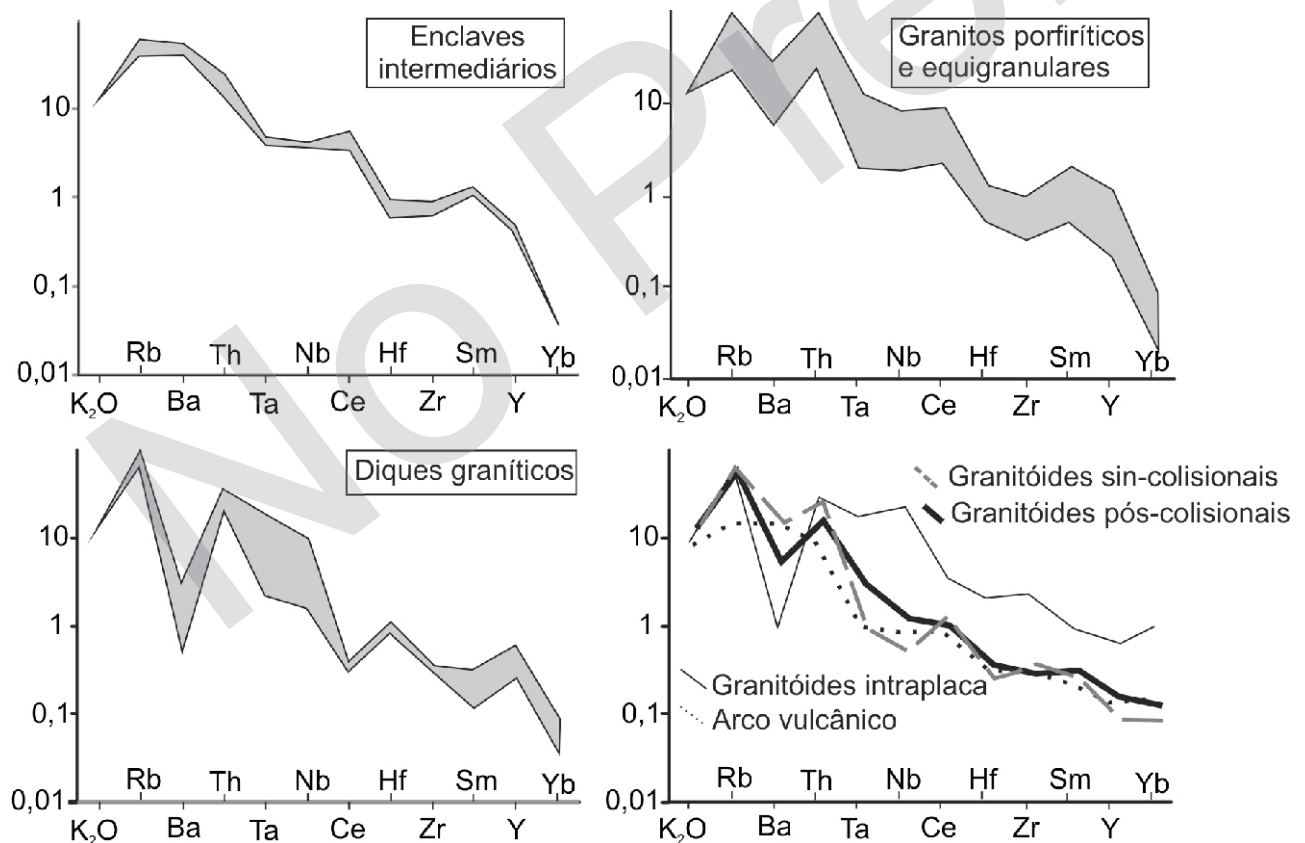 Enclaves
intermediários
10
1
0,1
0,01
Rb Th Nb Hf Sm Yb
K₂O Ba Ta Ce Zr Y
Granitos porfiríticos
e equigranulares
10
1
0,1
0,01
Rb Th Nb Hf Sm Yb
K₂O Ba Ta Ce Zr Y
Diques graníticos
10
1
0,1
0,01
Rb Th Nb Hf Sm Yb
K₂O Ba Ta Ce Zr Y
Granitóides sin-colisionais
Granitóides pós-colisionais
10
1
0,1
0,01
Granitóides intraplaca
Arco vulcânico
Rb Th Nb Hf Sm Yb
K₂O Ba Ta Ce Zr Y
No Pre